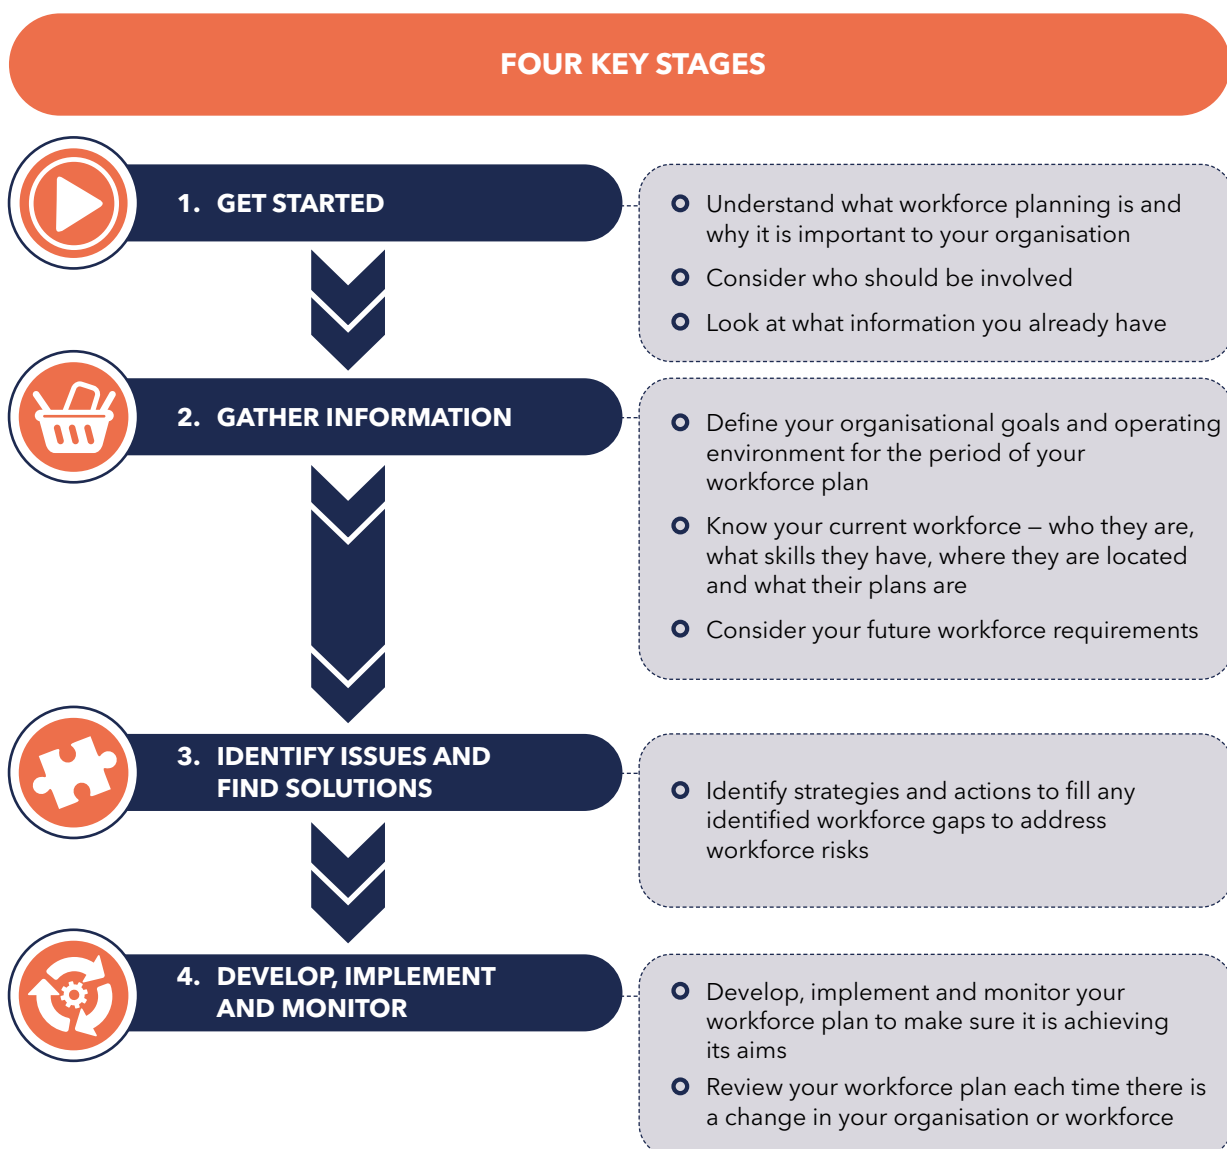 FOUR KEY STAGES
1. GET STARTED
Understand what workforce planning is and
why it is important to your organisation
Consider who should be involved
Look at what information you already have
2. GATHER INFORMATION
Define your organisational goals and operating
environment for the period of your
workforce plan
Know your current workforce – who they are,
what skills they have, where they are located
and what their plans are
Consider your future workforce requirements
3. IDENTIFY ISSUES AND
FIND SOLUTIONS
Identify strategies and actions to fill any
identified workforce gaps to address
workforce risks
4. DEVELOP, IMPLEMENT
AND MONITOR
Develop, implement and monitor your
workforce plan to make sure it is achieving
its aims
Review your workforce plan each time there is
a change in your organisation or workforce